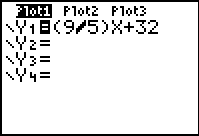 Plot1 Plot2 Plot3
\Y₁=(9/5)X+32
\Y₂=
\Y₃=
\Y₄=